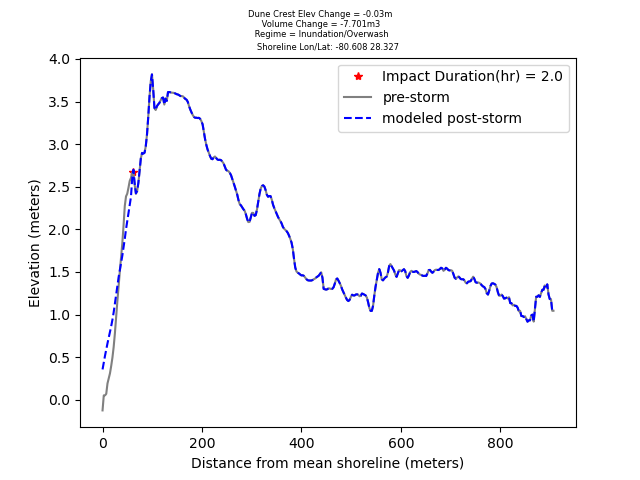 Dune Crest Elev Change = -0.03m
Volume Change = -7.701m3
Regime = Inundation/Overwash
Shoreline Lon/Lat: -80.608 28.327
Impact Duration(hr) = 2.0
pre-storm
modeled post-storm
4.0
3.5
3.0
2.5
2.0
1.5
1.0
0.5
0.0
Elevation (meters)
0 200 400 600 800
Distance from mean shoreline (meters)